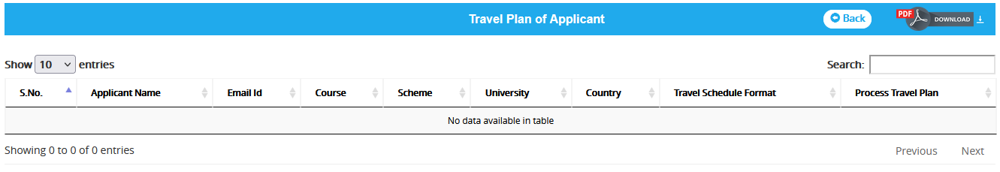 Travel Plan of Applicant Back PDF DOWNLOAD
Show 10 entries Search:
S.No. Applicant Name Email Id Course Scheme University Country Travel Schedule Format Process Travel Plan
No data available in table
Showing 0 to 0 of 0 entries Previous Next